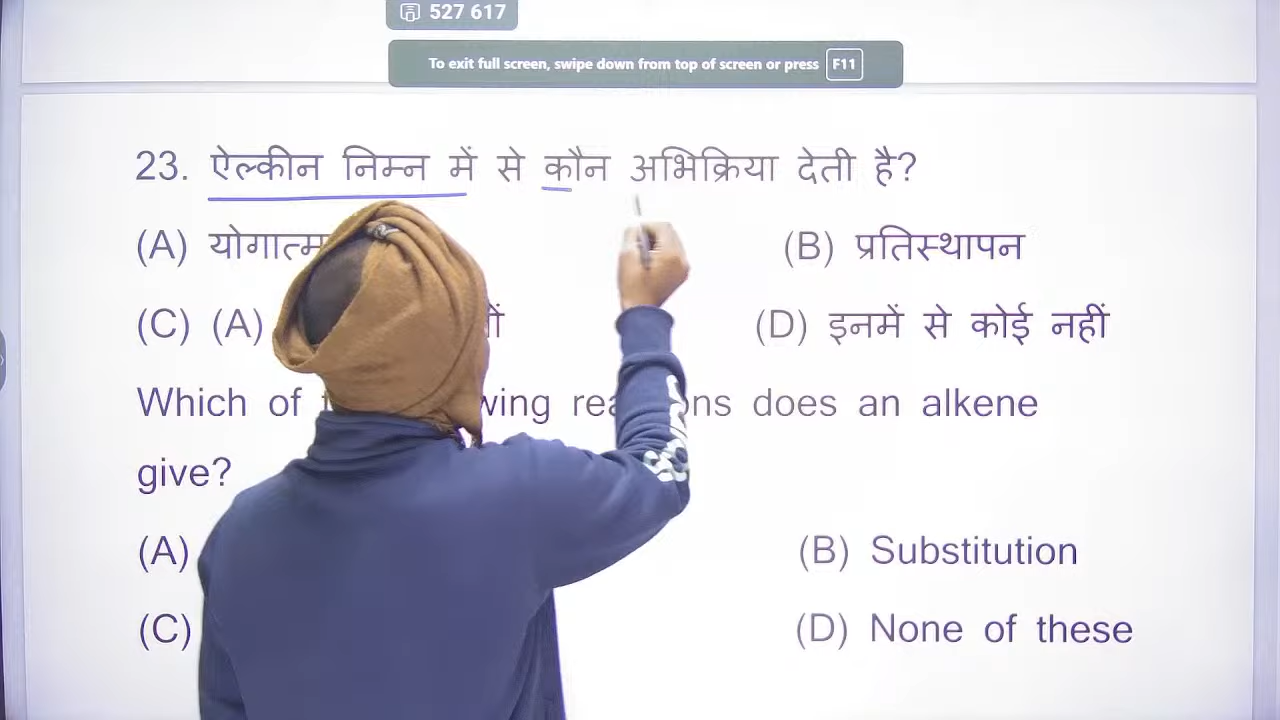 527 617
To exit full screen, swipe down from top of screen or press F11
23. ऐल्कीन निम्न में से कौन अभिक्रिया देती है?
(A)
(B) प्रतिस्थापन
(C) (A)
(D) इनमें से कोई नहीं
Which of does an alkene
give?
(A)
(B) Substitution
(C)
(D) None of these